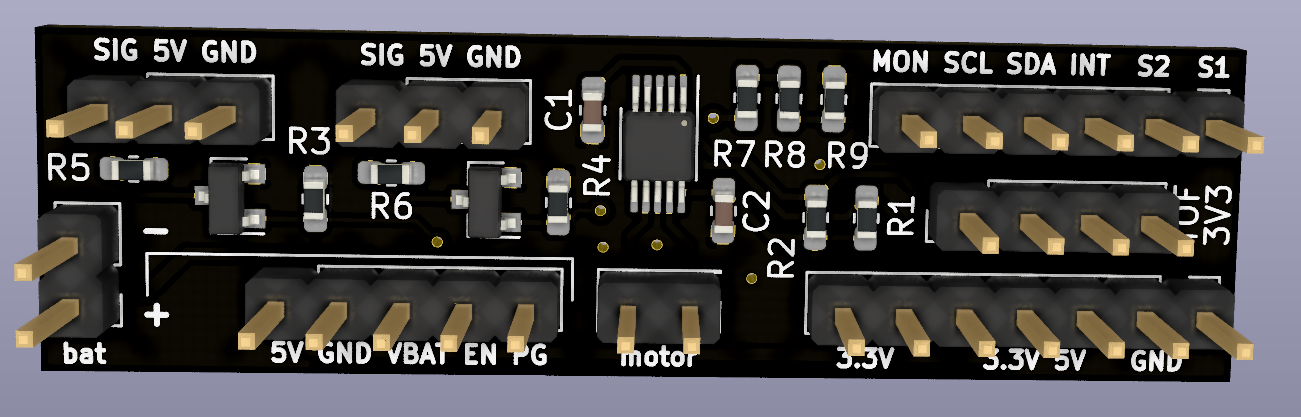 SIG 5V GND
SIG 5V GND
MON SCL SDA INT S2 S1
C1
R3
R4
R7 R8 R9
R5
R6
C2
R1
R2
3V3
-
+
bat
5V GND VBAT EN PG
motor
3.3V
3.3V 5V
GND